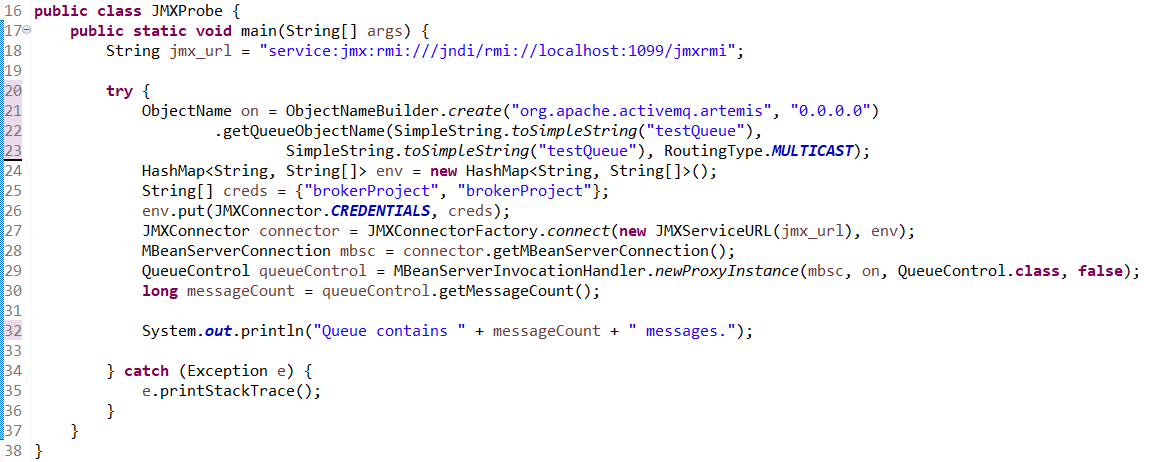 16 public class JMXProbe {
17 public static void main(String[] args) {
18 String jmx_url = "service:jmx:rmi:///jndi/rmi://localhost:1099/jmxrmi";
19
20 try {
21 ObjectName on = ObjectNameBuilder.create("org.apache.activemq.artemis", "0.0.0.0")
22 .getQueueObjectName(SimpleString.toSimpleString("testQueue"),
23 SimpleString.toSimpleString("testQueue"), RoutingType.MULTICAST);
24 HashMap<String, String[]> env = new HashMap<String, String[]>();
25 String[] creds = {"brokerProject", "brokerProject"};
26 env.put(JMXConnector.CREDENTIALS, creds);
27 JMXConnector connector = JMXConnectorFactory.connect(new JMXServiceURL(jmx_url), env);
28 MBeanServerConnection mbsc = connector.getMBeanServerConnection();
29 QueueControl queueControl = MBeanServerInvocationHandler.newProxyInstance(mbsc, on, QueueControl.class, false);
30 long messageCount = queueControl.getMessageCount();
31
32 System.out.println("Queue contains " + messageCount + " messages.");
33
34 } catch (Exception e) {
35 e.printStackTrace();
36 }
37 }
38 }